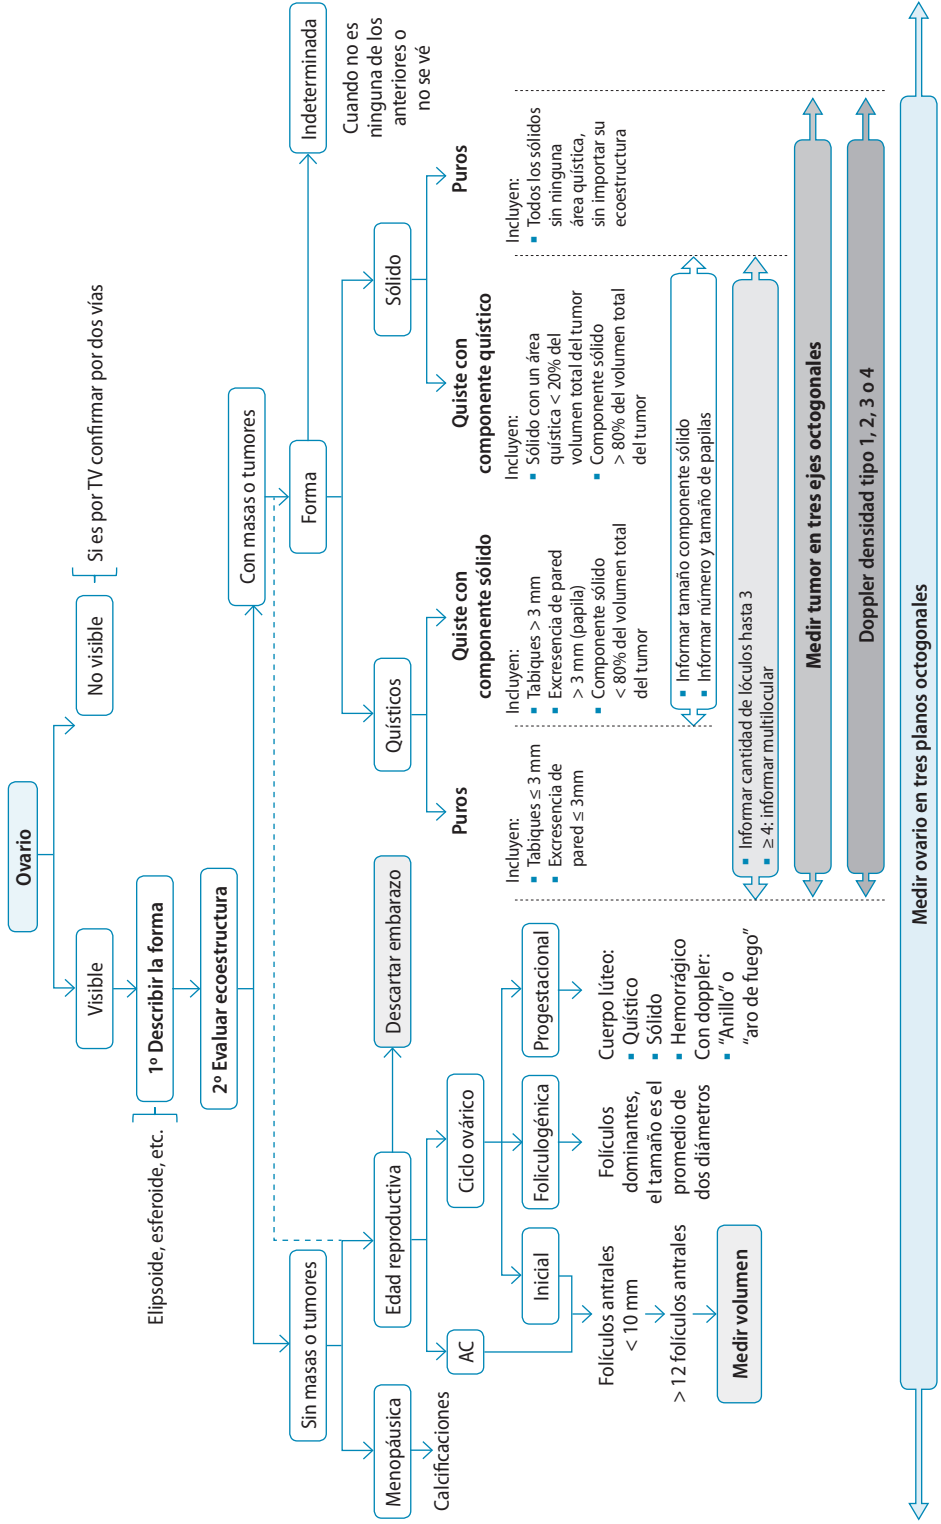 Ovario
Visible
No visible
Si es por TV confirmar por dos vías
1º Describir la forma
Elipsoide, esferoide, etc.
2º Evaluar ecoestructura
Sin masas o tumores
Con masas o tumores
Menopáusica
Calcificaciones
Edad reproductiva
Descartar embarazo
AC
Ciclo ovárico
Inicial
Foliculogénica
Progestacional
Folículos antrales
< 10 mm
> 12 folículos antrales
Medir volumen
Folículos
dominantes,
el tamaño es el
promedio de
dos diámetros
Cuerpo lúteo:
▪ Quístico
▪ Sólido
▪ Hemorrágico
Con doppler:
▪ “Anillo” o
“aro de fuego”
Forma
Indeterminada
Cuando no es
ninguna de los
anteriores o
no se vé
Quísticos
Sólido
Puros
Incluyen:
▪ Tabiques ≤ 3 mm
▪ Excresencia de
pared ≤ 3mm
Quiste con
componente sólido
Incluyen:
▪ Tabiques > 3 mm
▪ Excresencia de pared
> 3 mm (papila)
▪ Componente sólido
< 80% del volumen total
del tumor
Quiste con
componente quístico
Incluyen:
▪ Sólido con un área
quística < 20% del
volumen total del tumor
▪ Componente sólido
> 80% del volumen total
del tumor
Puros
Incluyen:
▪ Todos los sólidos
sin ninguna
área quística,
sin importar su
ecoestructura
▪ Informar tamaño componente sólido
▪ Informar número y tamaño de papilas
▪ Informar cantidad de lóculos hasta 3
▪ ≥ 4: informar multilocular
Medir tumor en tres ejes octogonales
Doppler densidad tipo 1, 2, 3 o 4
Medir ovario en tres planos octogonales